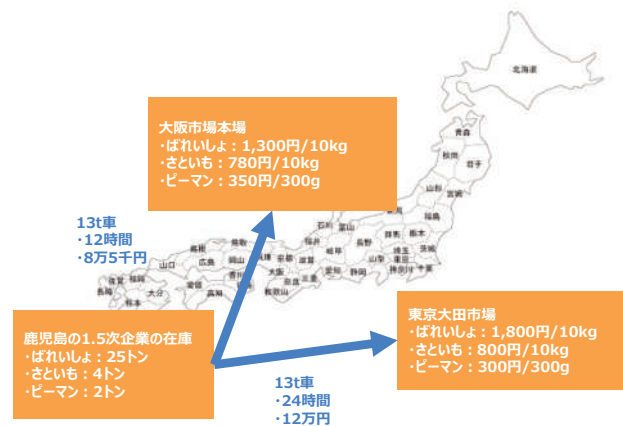 北海道
青森
秋田
岩手
山形
宮城
福島
石川
富山
群馬
栃木
福井
岐阜
長野
埼玉
茨城
東京
山梨
神奈川
千葉
静岡
愛知
鳥取
島根
岡山
広島
京都
滋賀
大阪
奈良
三重
和歌山
香川
愛媛
高知
山口
福岡
佐賀
長崎
大分
熊本
大阪市場本場
・ばれいしょ：1,300円/10kg
・さといも：780円/10kg
・ピーマン：350円/300g
13t車
・12時間
・8万5千円
鹿児島の1.5次企業の在庫
・ばれいしょ：25トン
・さといも：4トン
・ピーマン：2トン
東京大田市場
・ばれいしょ：1,800円/10kg
・さといも：800円/10kg
・ピーマン：300円/300g
13t車
・24時間
・12万円